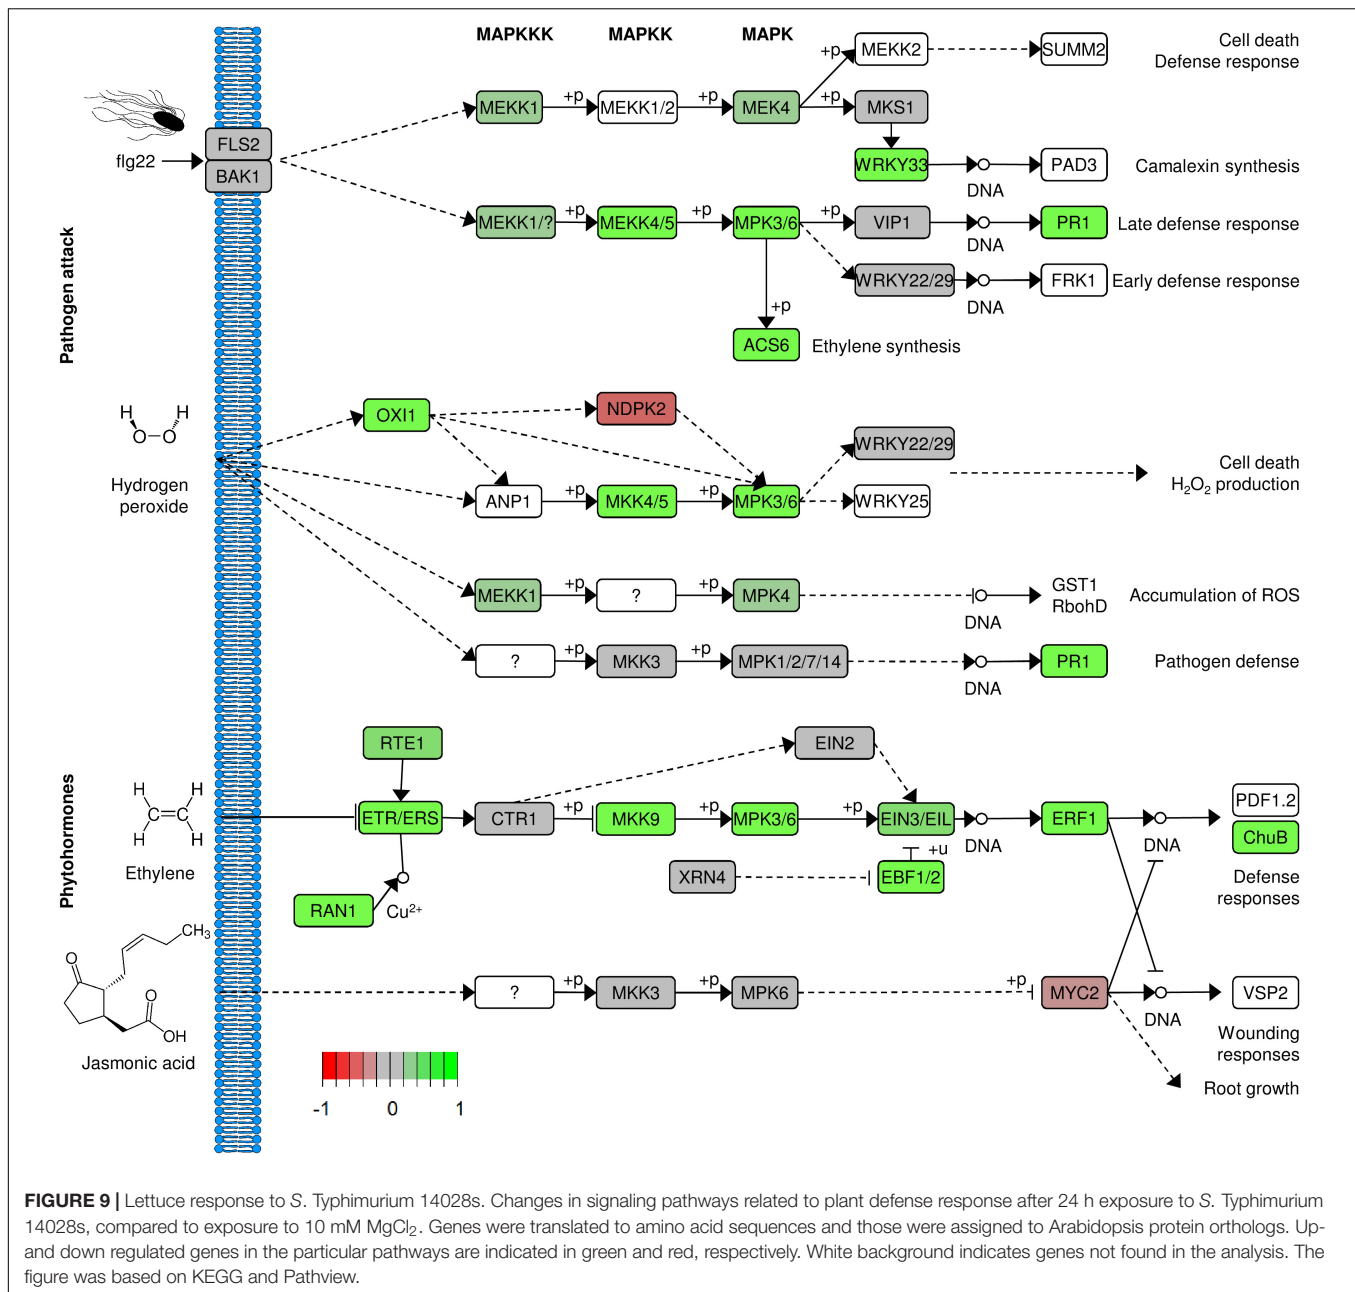 MAPKKK MAPKK MAPK
+p MEKK2 SUMM2 Cell death
Defense response
MEKK1 +p MEKK1/2 +p MEK4 +p MKS1
flg22 FLS2
BAK1
WRKY33 DNA PAD3 Camalexin synthesis
MEKK1/? +p MEKK4/5 +p MPK3/6 +p VIP1 DNA PR1 Late defense response
WRKY22/29 DNA FRK1 Early defense response
+p
ACS6 Ethylene synthesis
Pathogen attack
H H
O O
Hydrogen
peroxide
OXI1 NDPK2 WRKY22/29
Cell death
H2O2 production
ANP1 +p MKK4/5 +p MPK3/6 WRKY25
MEKK1 +p ? +p MPK4 DNA GST1
RbohD
Accumulation of ROS
? +p MKK3 +p MPK1/2/7/14 DNA PR1 Pathogen defense
Phytohormones
RTE1 EIN2
H H
H H
Ethylene
ETR/ERS CTR1 +p MKK9 +p MPK3/6 +p EIN3/EIL DNA ERF1 DNA PDF1.2
ChuB
Defense
responses
+u
XRN4 EBF1/2
RAN1 Cu2+
CH3
O
O
OH
Jasmonic acid
? +p MKK3 +p MPK6 +p MYC2 DNA VSP2
Wounding
responses
Root growth
-1 0 1
FIGURE 9 | Lettuce response to S. Typhimurium 14028s. Changes in signaling pathways related to plant defense response after 24 h exposure to S. Typhimurium
14028s, compared to exposure to 10 mM MgCl2. Genes were translated to amino acid sequences and those were assigned to Arabidopsis protein orthologs. Up-
and down regulated genes in the particular pathways are indicated in green and red, respectively. White background indicates genes not found in the analysis. The
figure was based on KEGG and Pathview.